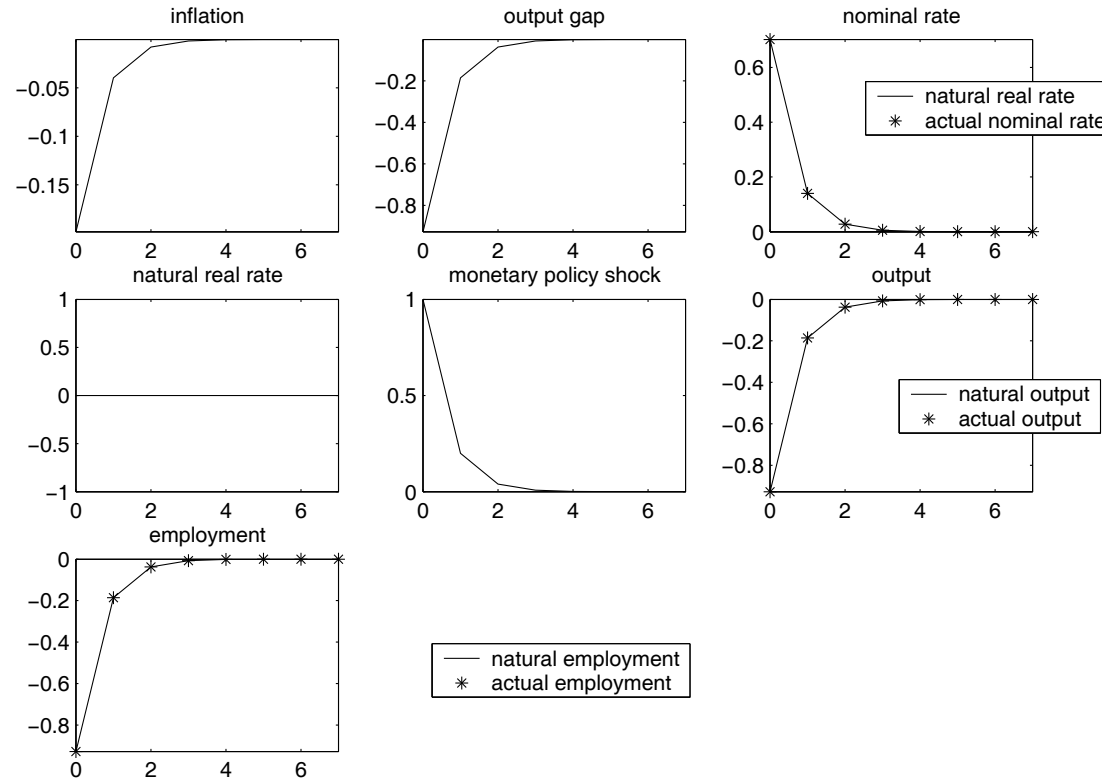 inflation
−0.05
−0.1
−0.15
0 2 4 6
output gap
−0.2
−0.4
−0.6
−0.8
0 2 4 6
nominal rate
0.6
0.4
0.2
0
0 2 4 6
natural real rate
actual nominal rate
natural real rate
1
0.5
0
−0.5
−1
0 2 4 6
monetary policy shock
1
0.5
0
0 2 4 6
output
0
−0.2
−0.4
−0.6
−0.8
0 2 4 6
natural output
actual output
employment
0
−0.2
−0.4
−0.6
−0.8
0 2 4 6
natural employment
actual employment